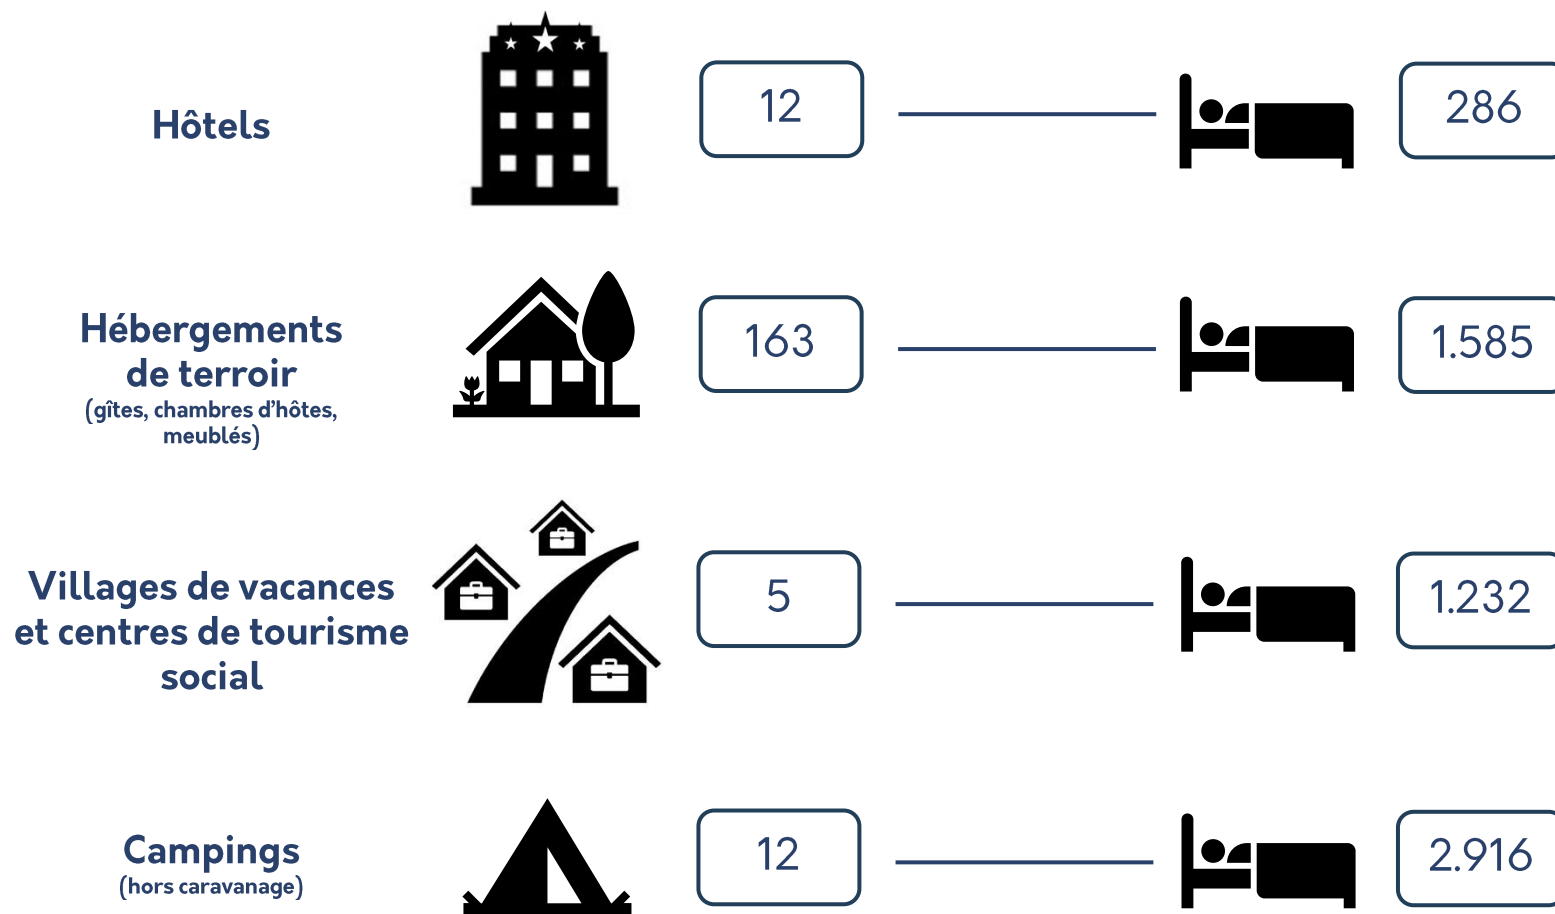 Hôtels
12
286
Hébergements
de terroir
(gîtes, chambres d'hôtes,
meublés)
163
1.585
Villages de vacances
et centres de tourisme
social
5
1.232
Campings
(hors caravanage)
12
2.916